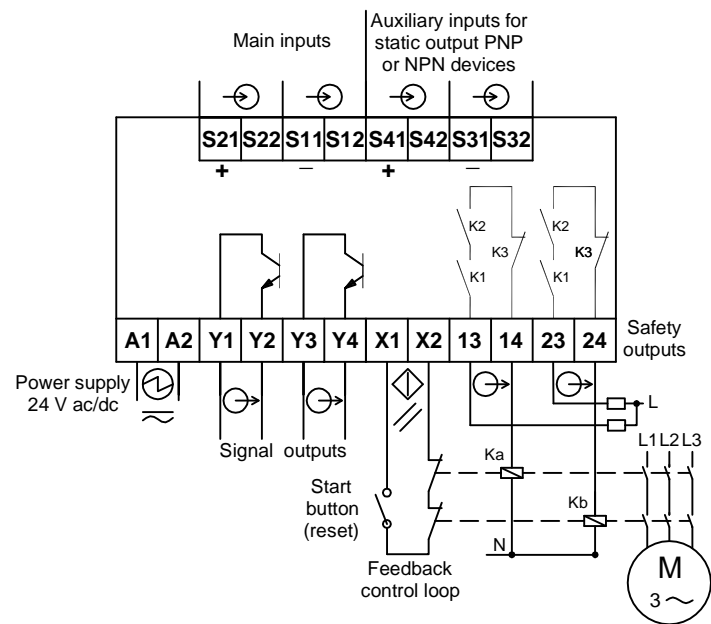 Main inputs
Auxiliary inputs for
static output PNP
or NPN devices
S21 S22 S11 S12 S41 S42 S31 S32
+ – + –
K2 K2
K3 K3
K1 K1
A1 A2 Y1 Y2 Y3 Y4 X1 X2 13 14 23 24
Safety
outputs
Power supply
24 V ac/dc
Signal outputs
L
L1 L2 L3
Ka
Start
button
(reset)
Kb
N
Feedback
control loop
M
3 ~